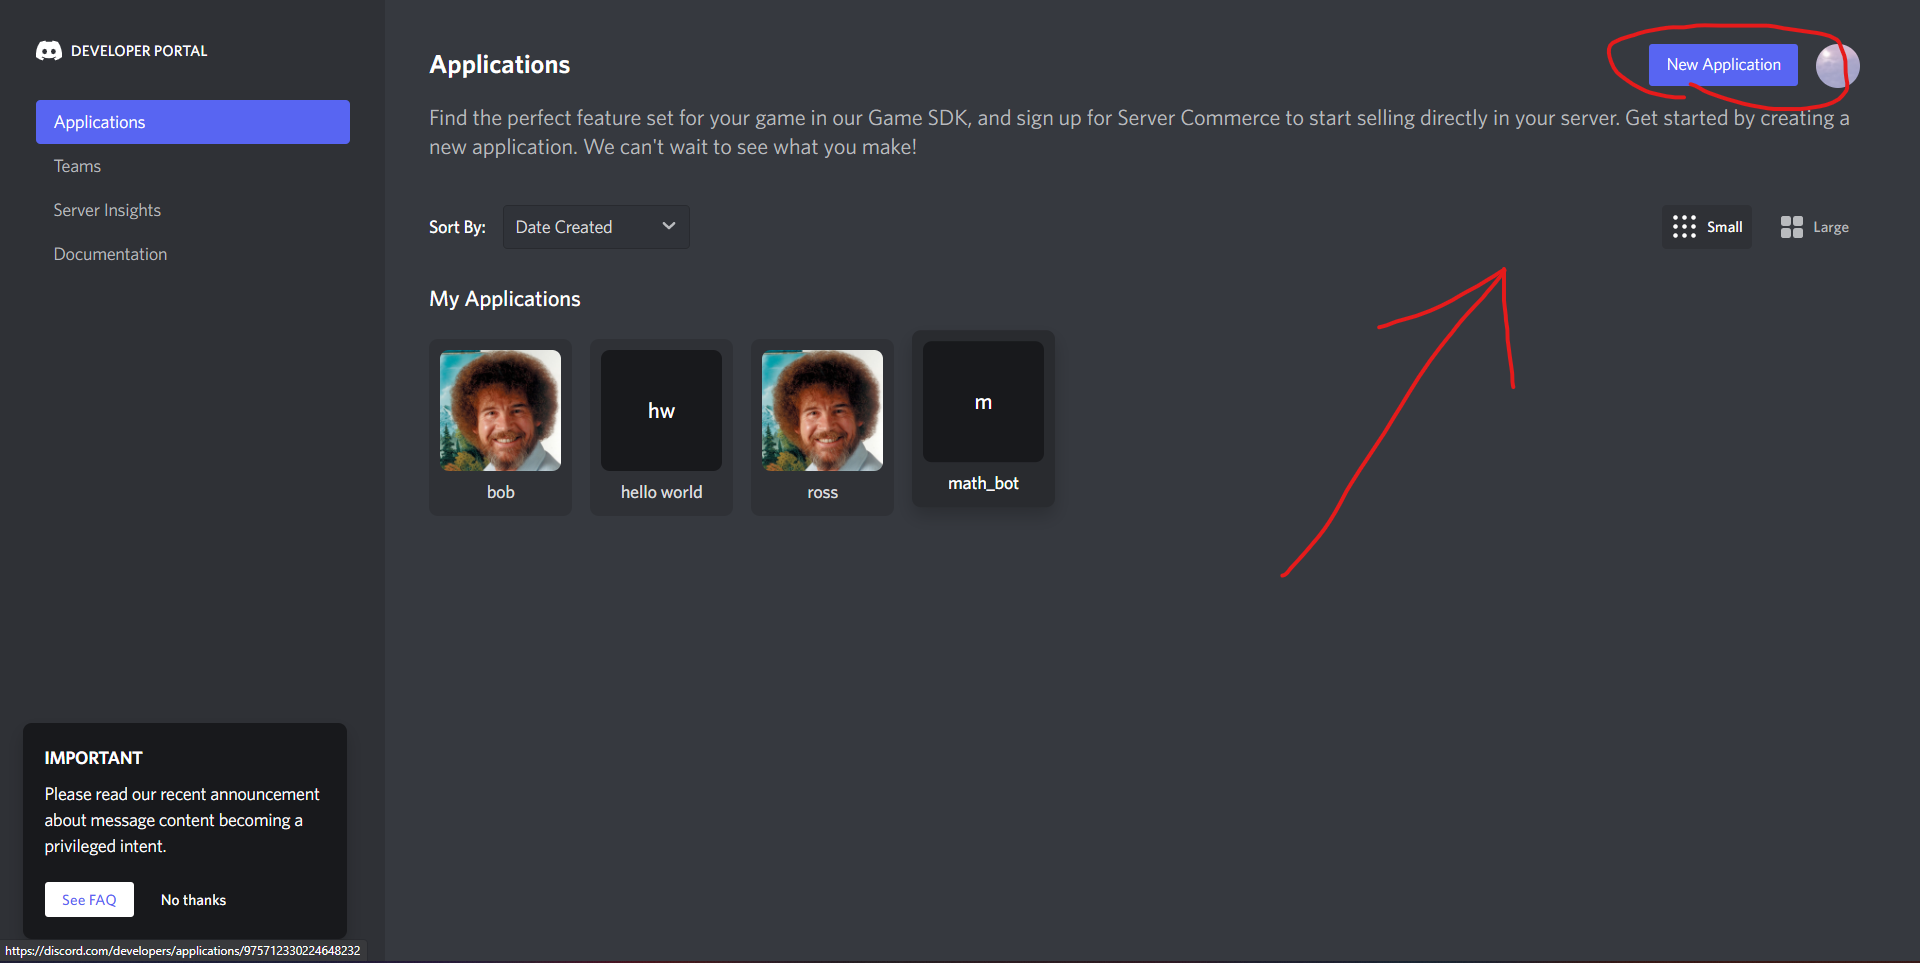 DEVELOPER PORTAL
Applications
Teams
Server Insights
Documentation
Applications
New Application
Find the perfect feature set for your game in our Game SDK, and sign up for Server Commerce to start selling directly in your server. Get started by creating a
new application. We can't wait to see what you make!
Sort By: Date Created
Small Large
My Applications
hw
m
bob
hello world
ross
math_bot
IMPORTANT
Please read our recent announcement
about message content becoming a
privileged intent.
See FAQ No thanks
https://discord.com/developers/applications/975712330224648232